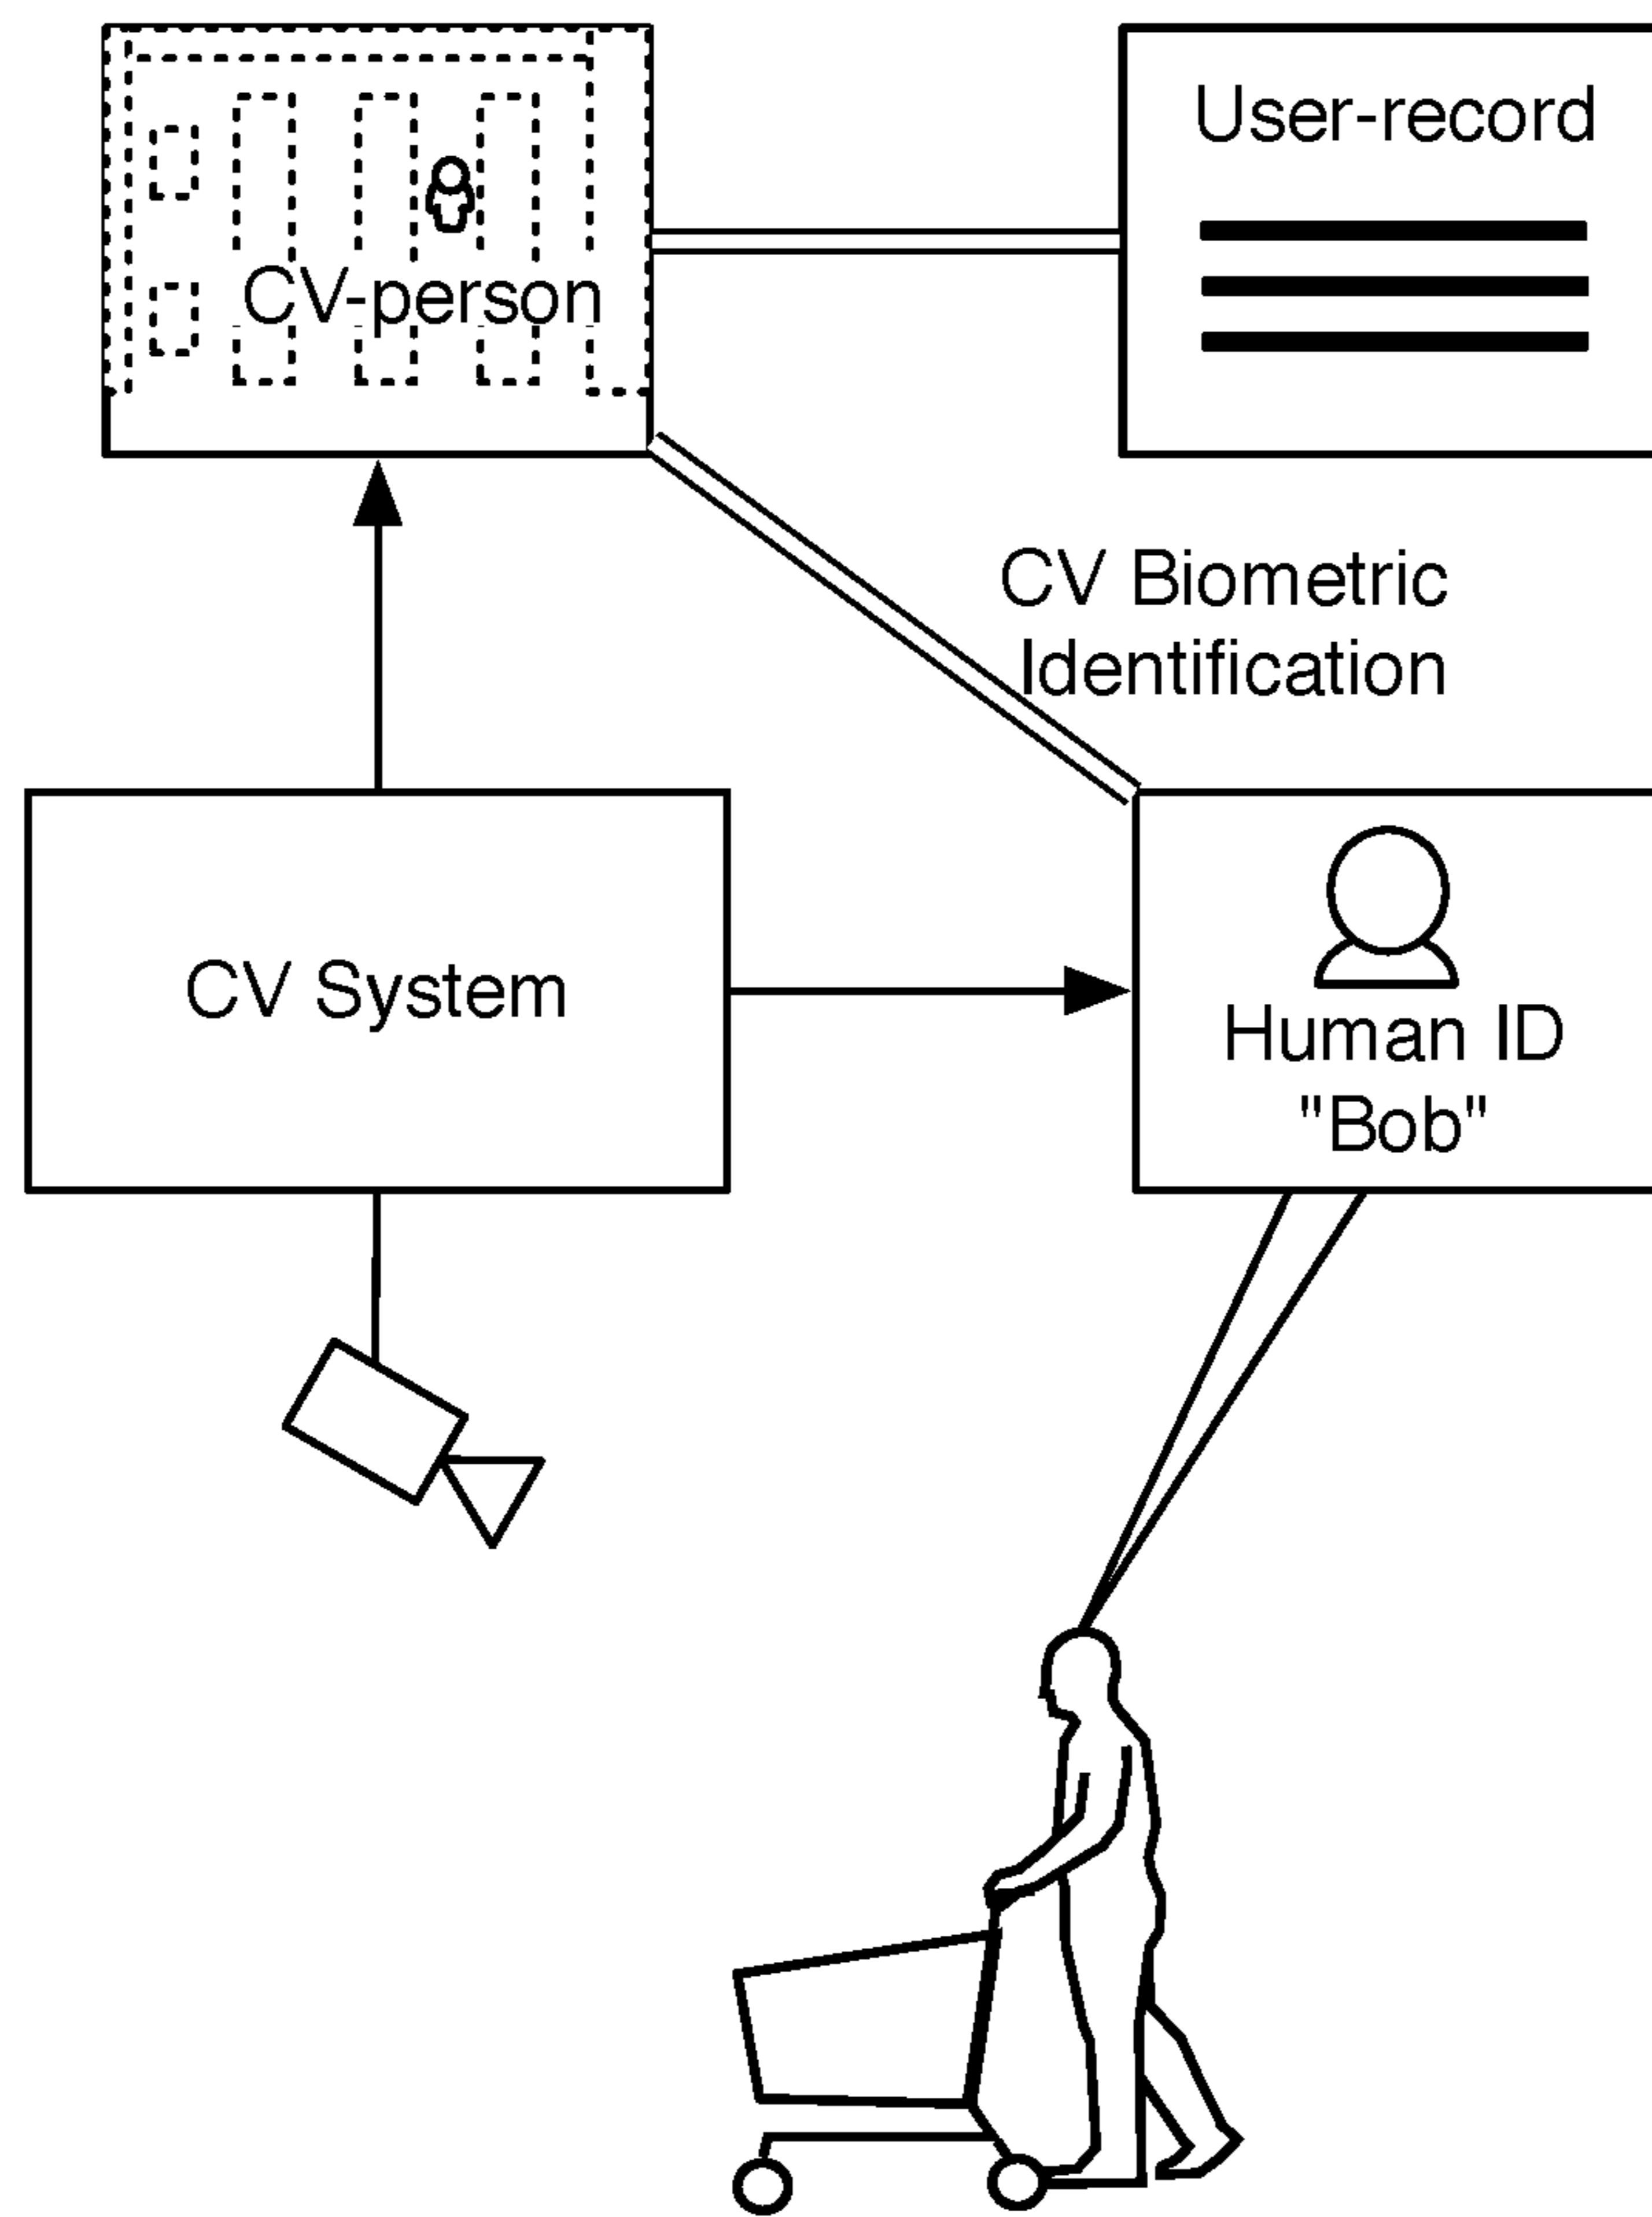 User-record
CV-person
CV Biometric
Identification
CV System
Human ID
"Bob"